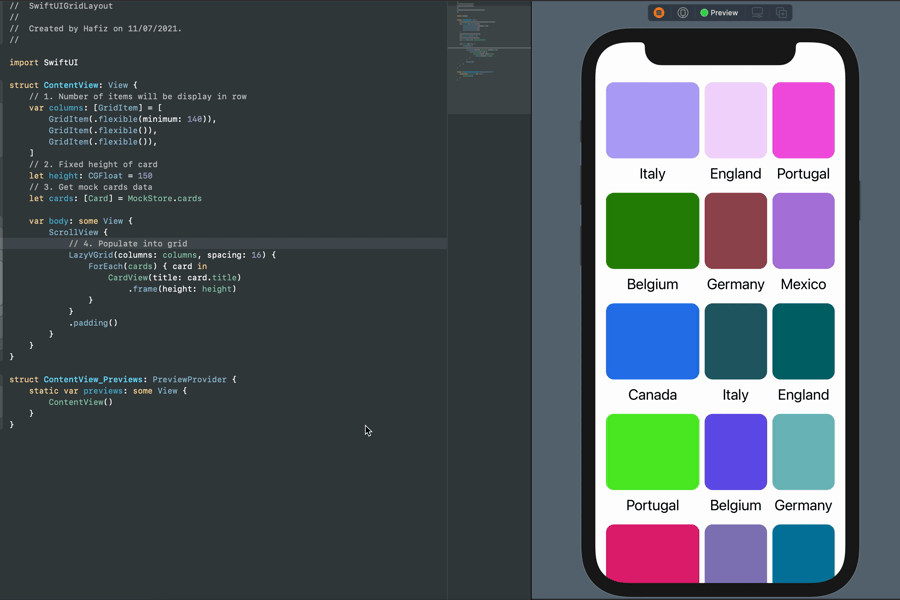 //  SwiftUIGridLayout
//
//  Created by Hafiz on 11/07/2021.
//
import SwiftUI
struct ContentView: View {
    // 1. Number of items will be display in row
    var columns: [GridItem] = [
        GridItem(.flexible(minimum: 140)),
        GridItem(.flexible()),
        GridItem(.flexible()),
    ]
    // 2. Fixed height of card
    let height: CGFloat = 150
    // 3. Get mock cards data
    let cards: [Card] = MockStore.cards
    var body: some View {
        ScrollView {
            // 4. Populate into grid
            LazyVGrid(columns: columns, spacing: 16) {
                ForEach(cards) { card in
                    CardView(title: card.title)
                        .frame(height: height)
                }
            }
            .padding()
        }
    }
}
struct ContentView_Previews: PreviewProvider {
    static var previews: some View {
        ContentView()
    }
}
Preview
Italy England Portugal
Belgium Germany Mexico
Canada Italy England
Portugal Belgium Germany